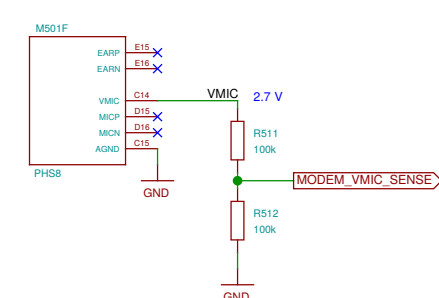 M501F
EARP E15
EARN E16
VMIC C14 VMIC 2.7 V
MICP D15
MICN D16
AGND C15
PHS8
GND
R511
100k
MODEM_VMIC_SENSE
R512
100k
GND